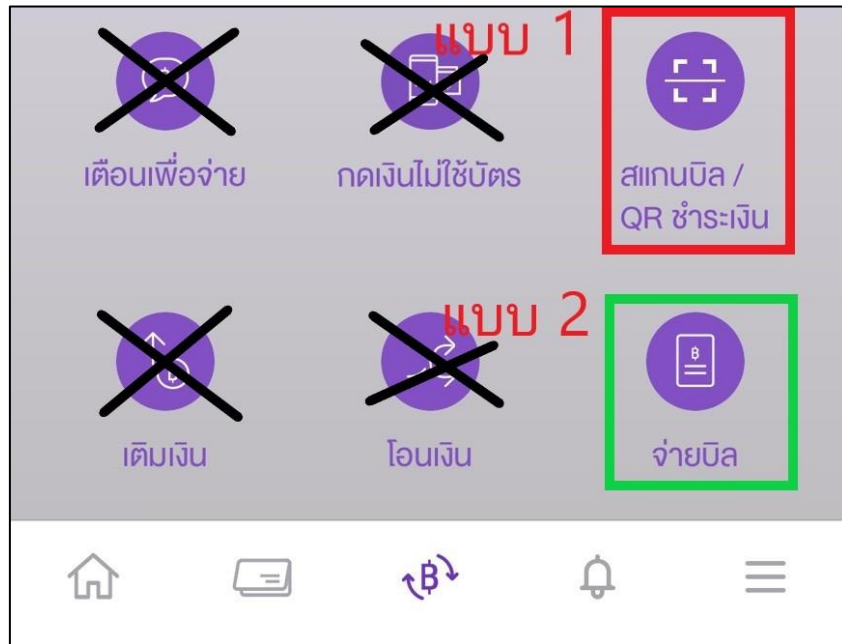 แบบ 1
เตือนเพื่อจ่าย
กดเงินไม่ใช้บัตร
สแกนบิล /
QR ชำระเงิน
แบบ 2
เติมเงิน
โอนเงิน
จ่ายบิล